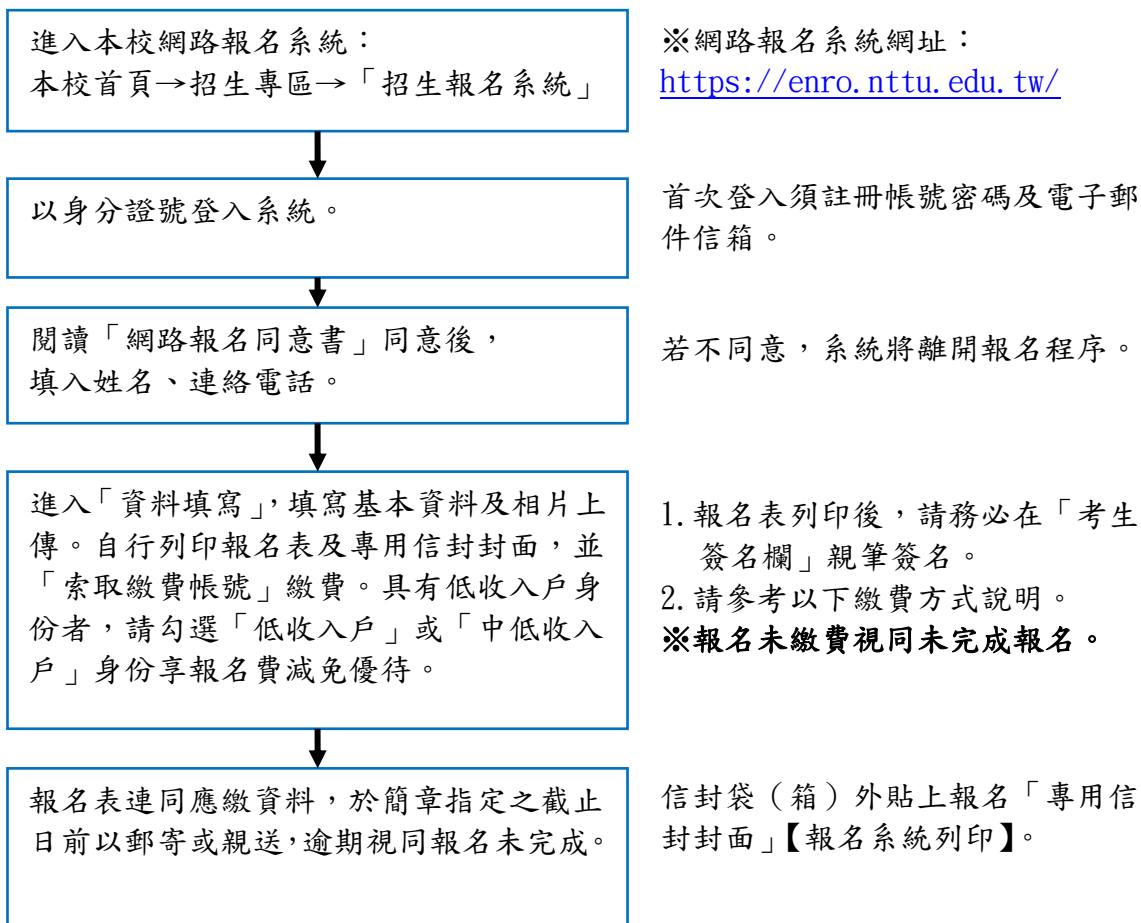 進入本校網路報名系統：
本校首頁→招生專區→「招生報名系統」
※網路報名系統網址：
https://enro.nttu.edu.tw/
以身分證號登入系統。
首次登入須註冊帳號密碼及電子郵
件信箱。
閱讀「網路報名同意書」同意後，
填入姓名、連絡電話。
若不同意，系統將離開報名程序。
進入「資料填寫」，填寫基本資料及相片上
傳。自行列印報名表及專用信封封面，並
「索取繳費帳號」繳費。具有低收入戶身
份者，請勾選「低收入戶」或「中低收入
戶」身份享報名費減免優待。
1.報名表列印後，請務必在「考生
簽名欄」親筆簽名。
2.請參考以下繳費方式說明。
※報名未繳費視同未完成報名。
報名表連同應繳資料，於簡章指定之截止
日前以郵寄或親送，逾期視同報名未完成。
信封袋（箱）外貼上報名「專用信
封封面」【報名系統列印】。